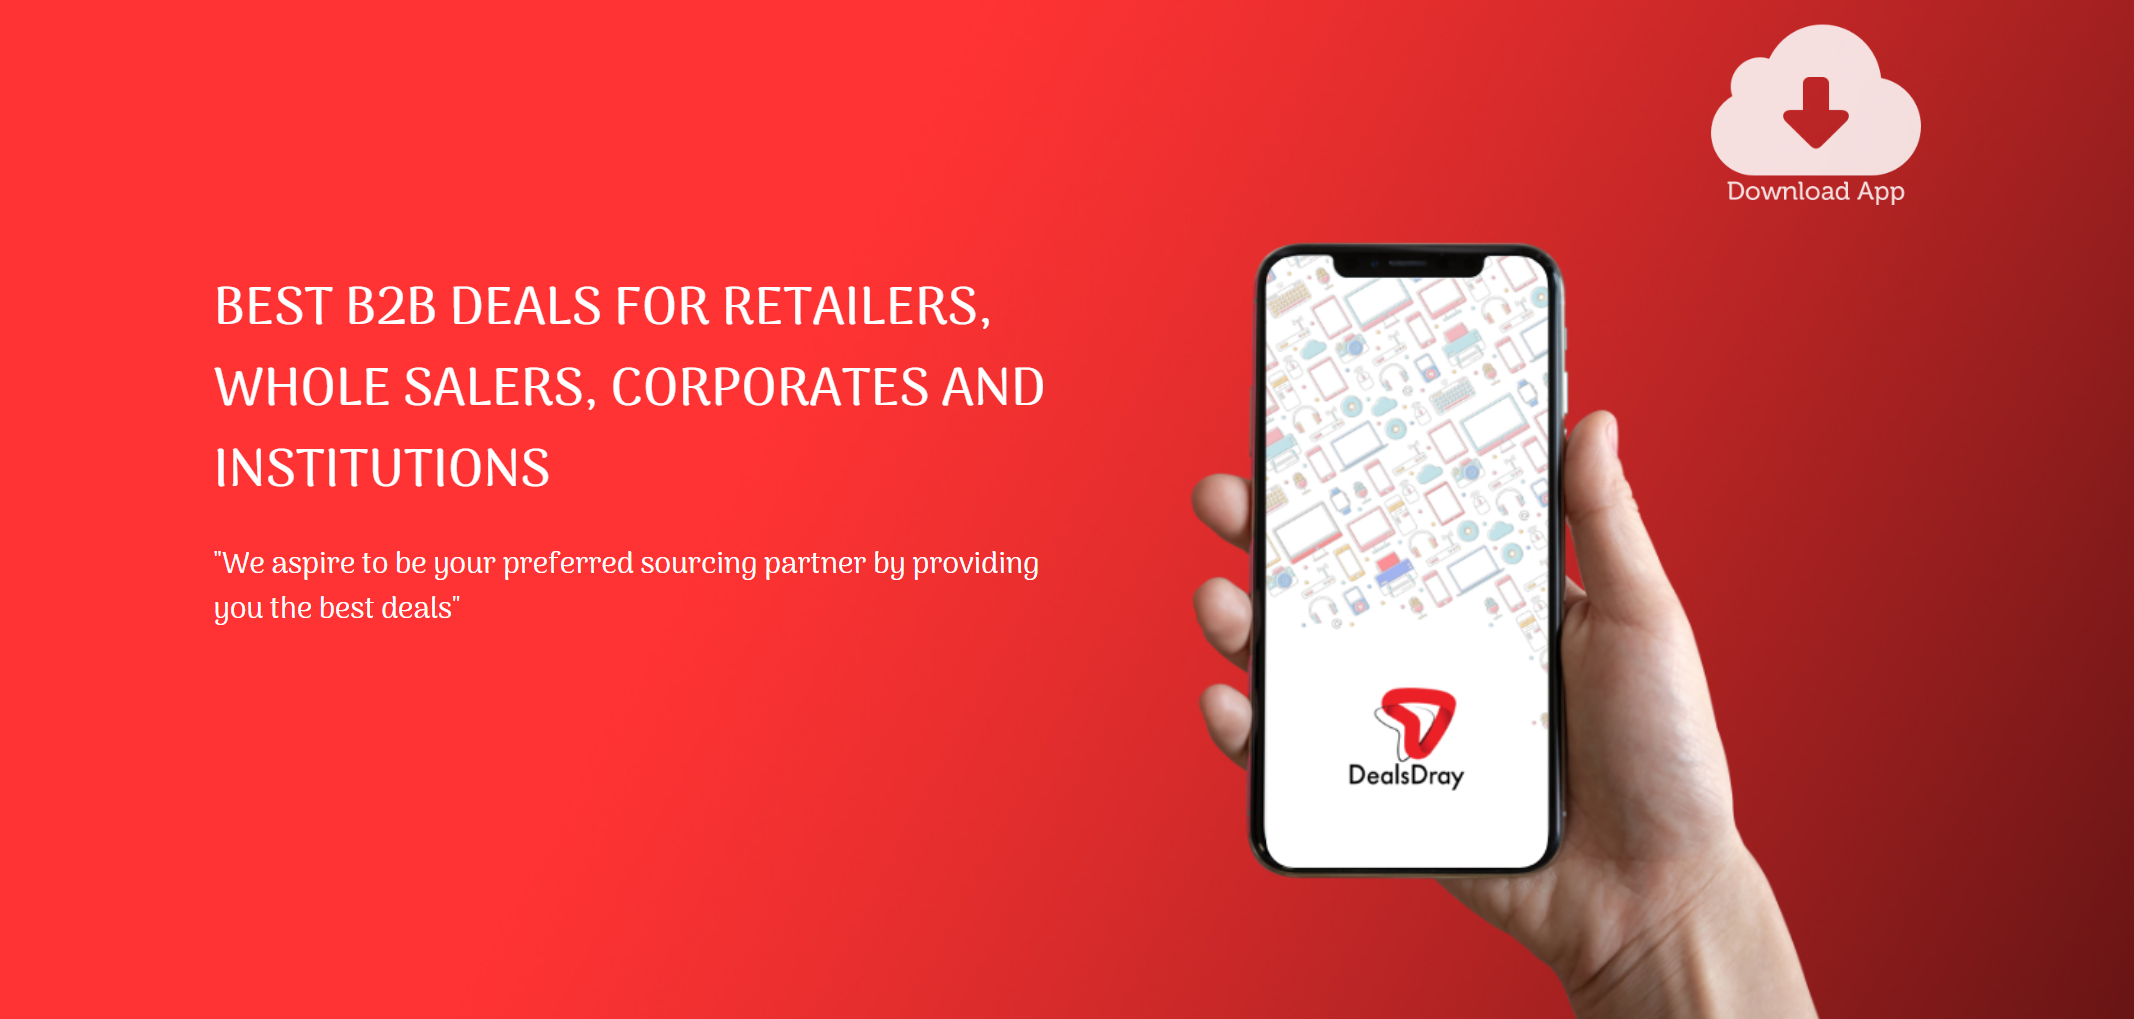 Download App
BEST B2B DEALS FOR RETAILERS,
WHOLE SALERS, CORPORATES AND
INSTITUTIONS
"We aspire to be your preferred sourcing partner by providing
you the best deals"
DealsDray